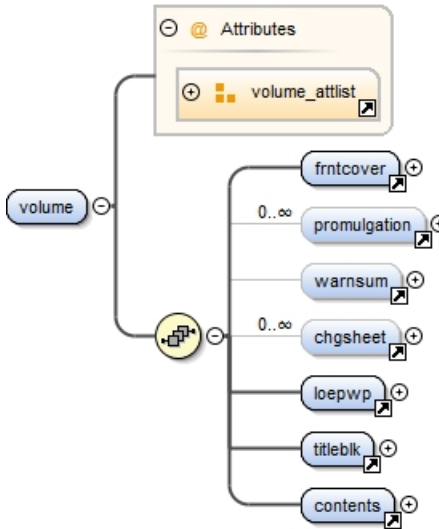 @ Attributes
volume_attlist
volume
frntcover
0..∞
promulgation
warnsum
0..∞
chgsheet
loepwp
titleblk
contents